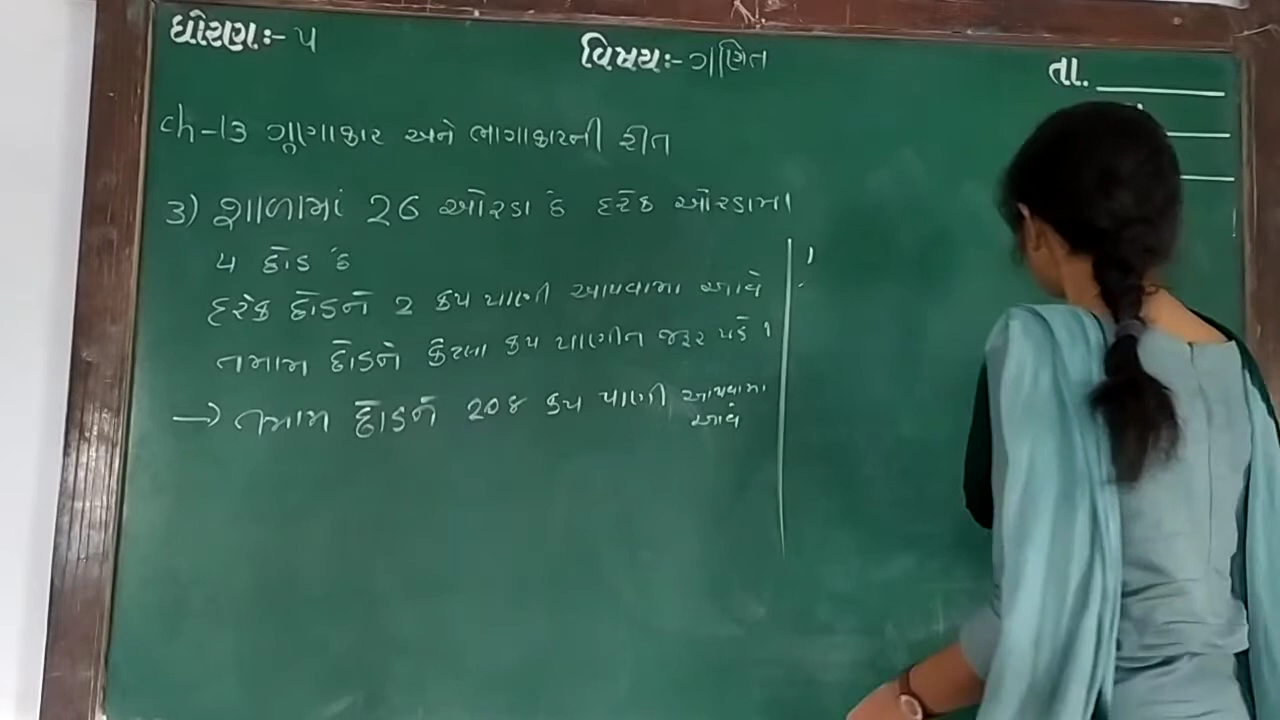 ધોરણઃ- ૫
વિષયઃ- ગણિત
તા.
ch-13 ગુણાકાર અને ભાગાકારની રીત
3) શાળામાં 26 ઓરડા છે દરેક ઓરડામા
4 છોડ છે
દરેક છોડને 2 કપ પાણી આપવામા આવે
તમામ છોડને કેટલા કપ પાણીન જરૂર પડે ?
→ તમામ છોડને 208 કપ પાણી આપવામા
આવે